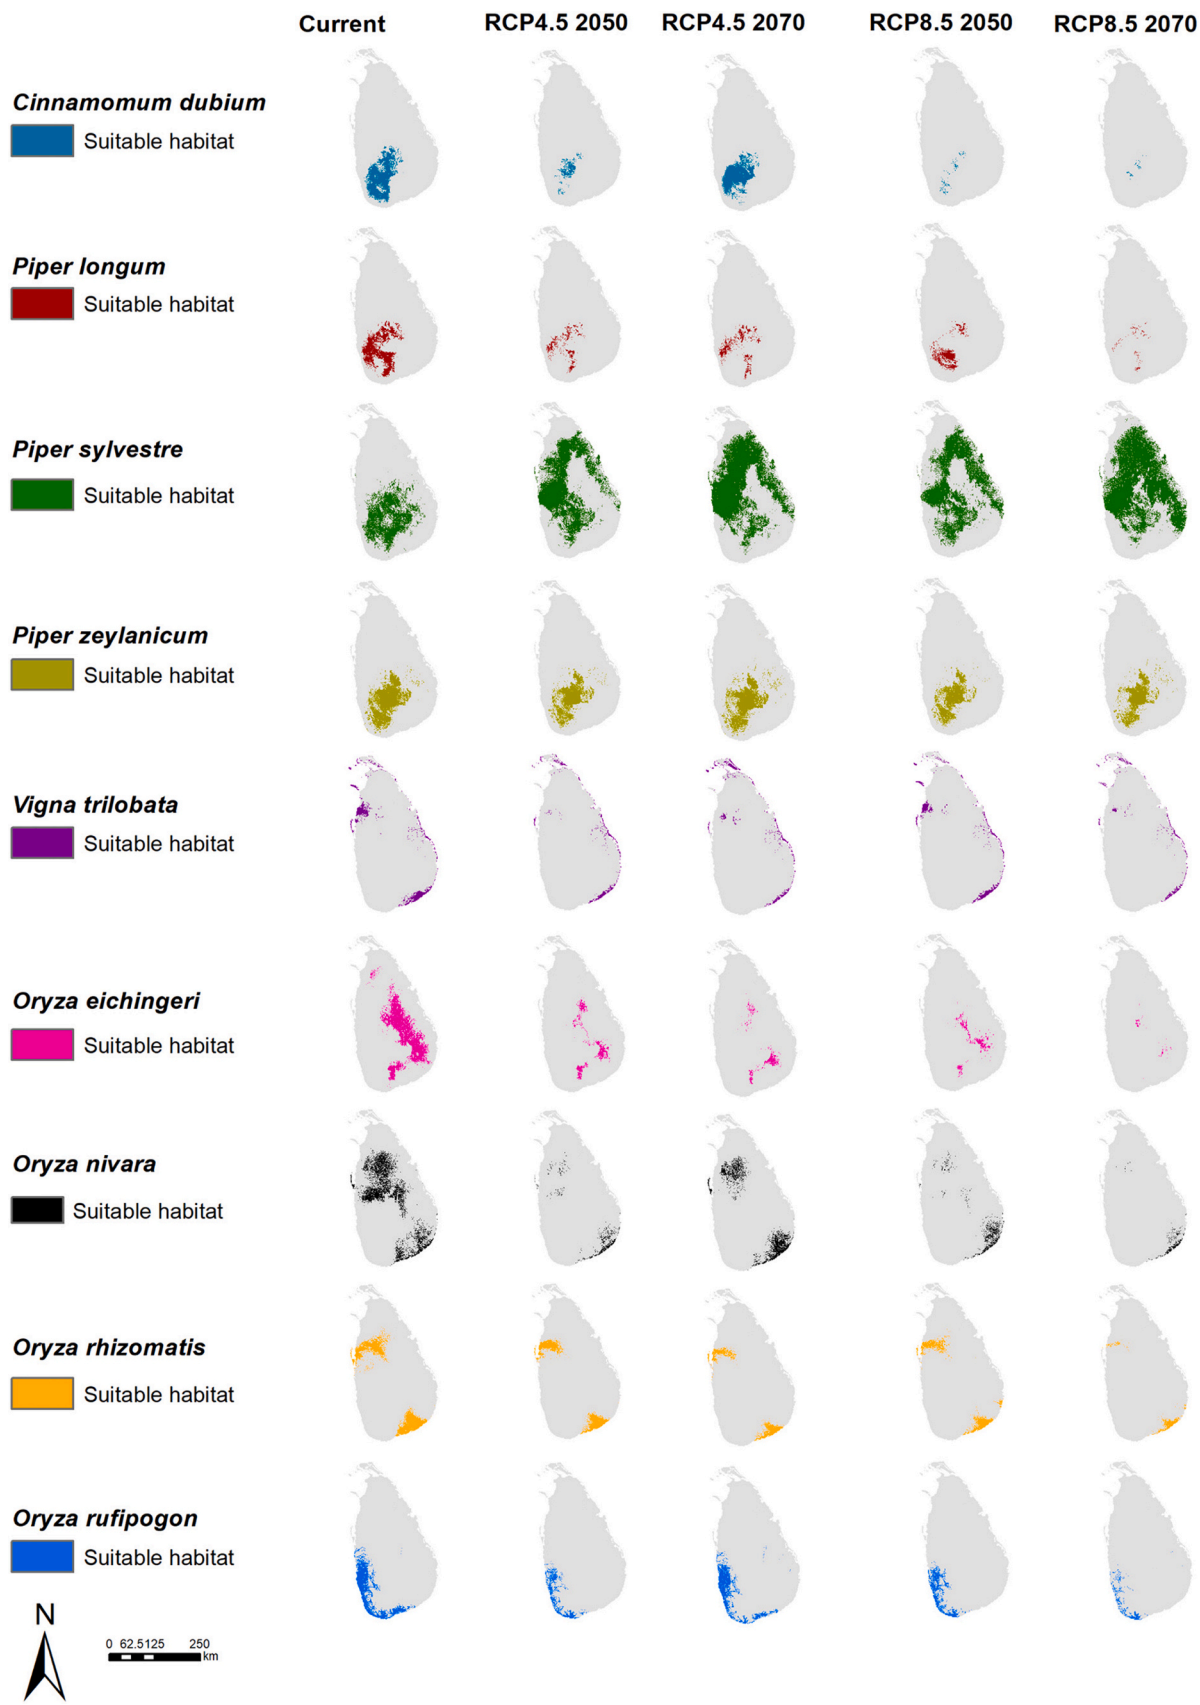 Current RCP4.5 2050 RCP4.5 2070 RCP8.5 2050 RCP8.5 2070
Cinnamomum dubium
Suitable habitat
Piper longum
Suitable habitat
Piper sylvestre
Suitable habitat
Piper zeylanicum
Suitable habitat
Vigna trilobata
Suitable habitat
Oryza eichingeri
Suitable habitat
Oryza nivara
Suitable habitat
Oryza rhizomatis
Suitable habitat
Oryza rufipogon
Suitable habitat
N
0 62.5 125 250
km